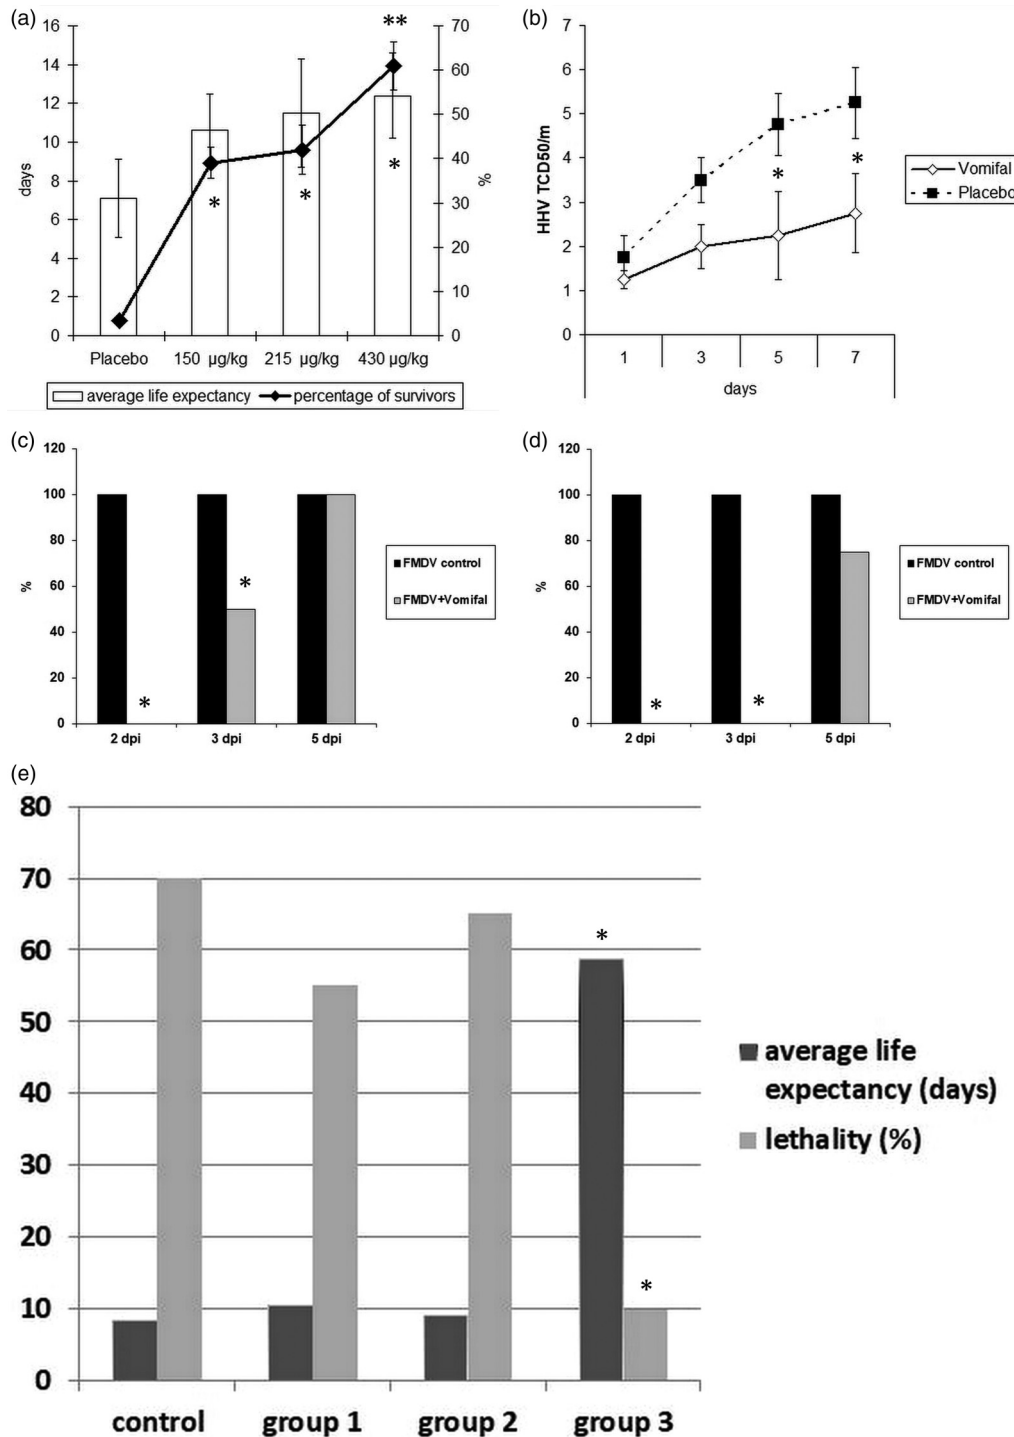 (a)
16
14
12
10
8
6
4
2
0
days
70
60
50
40
30
20
10
0
%
**
*
*
*
Placebo 150 µg/kg 215 µg/kg 430 µg/kg
average life expectancy percentage of survivors
(b)
7
6
5
4
3
2
1
0
HHV TCD50/m
*
*
1 3 5 7
days
Vomifal
Placebo
(c)
120
100
80
60
40
20
0
%
*
*
2 dpi 3 dpi 5 dpi
FMDV control
FMDV+Vomifal
(d)
120
100
80
60
40
20
0
%
*
*
2 dpi 3 dpi 5 dpi
FMDV control
FMDV+Vomifal
(e)
80
70
60
50
40
30
20
10
0
*
*
control group 1 group 2 group 3
average life
expectancy (days)
lethality (%)